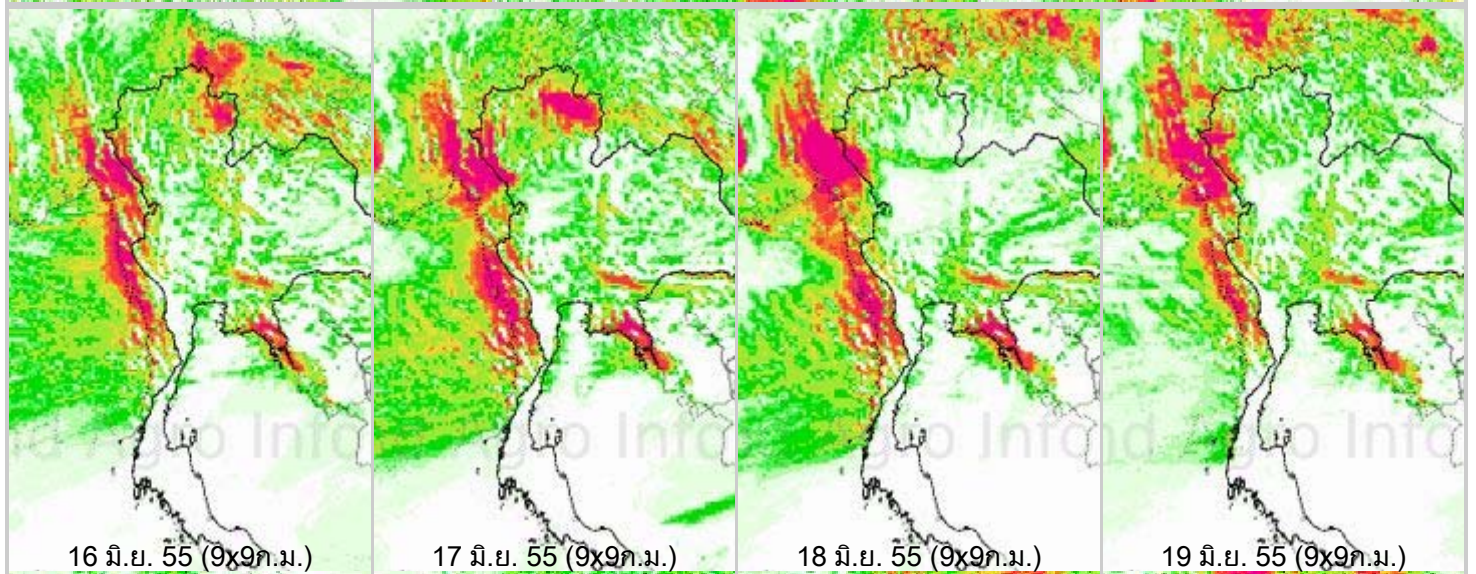 16 มิ.ย. 55 (9x9ก.ม.)
17 มิ.ย. 55 (9x9ก.ม.)
18 มิ.ย. 55 (9x9ก.ม.)
19 มิ.ย. 55 (9x9ก.ม.)